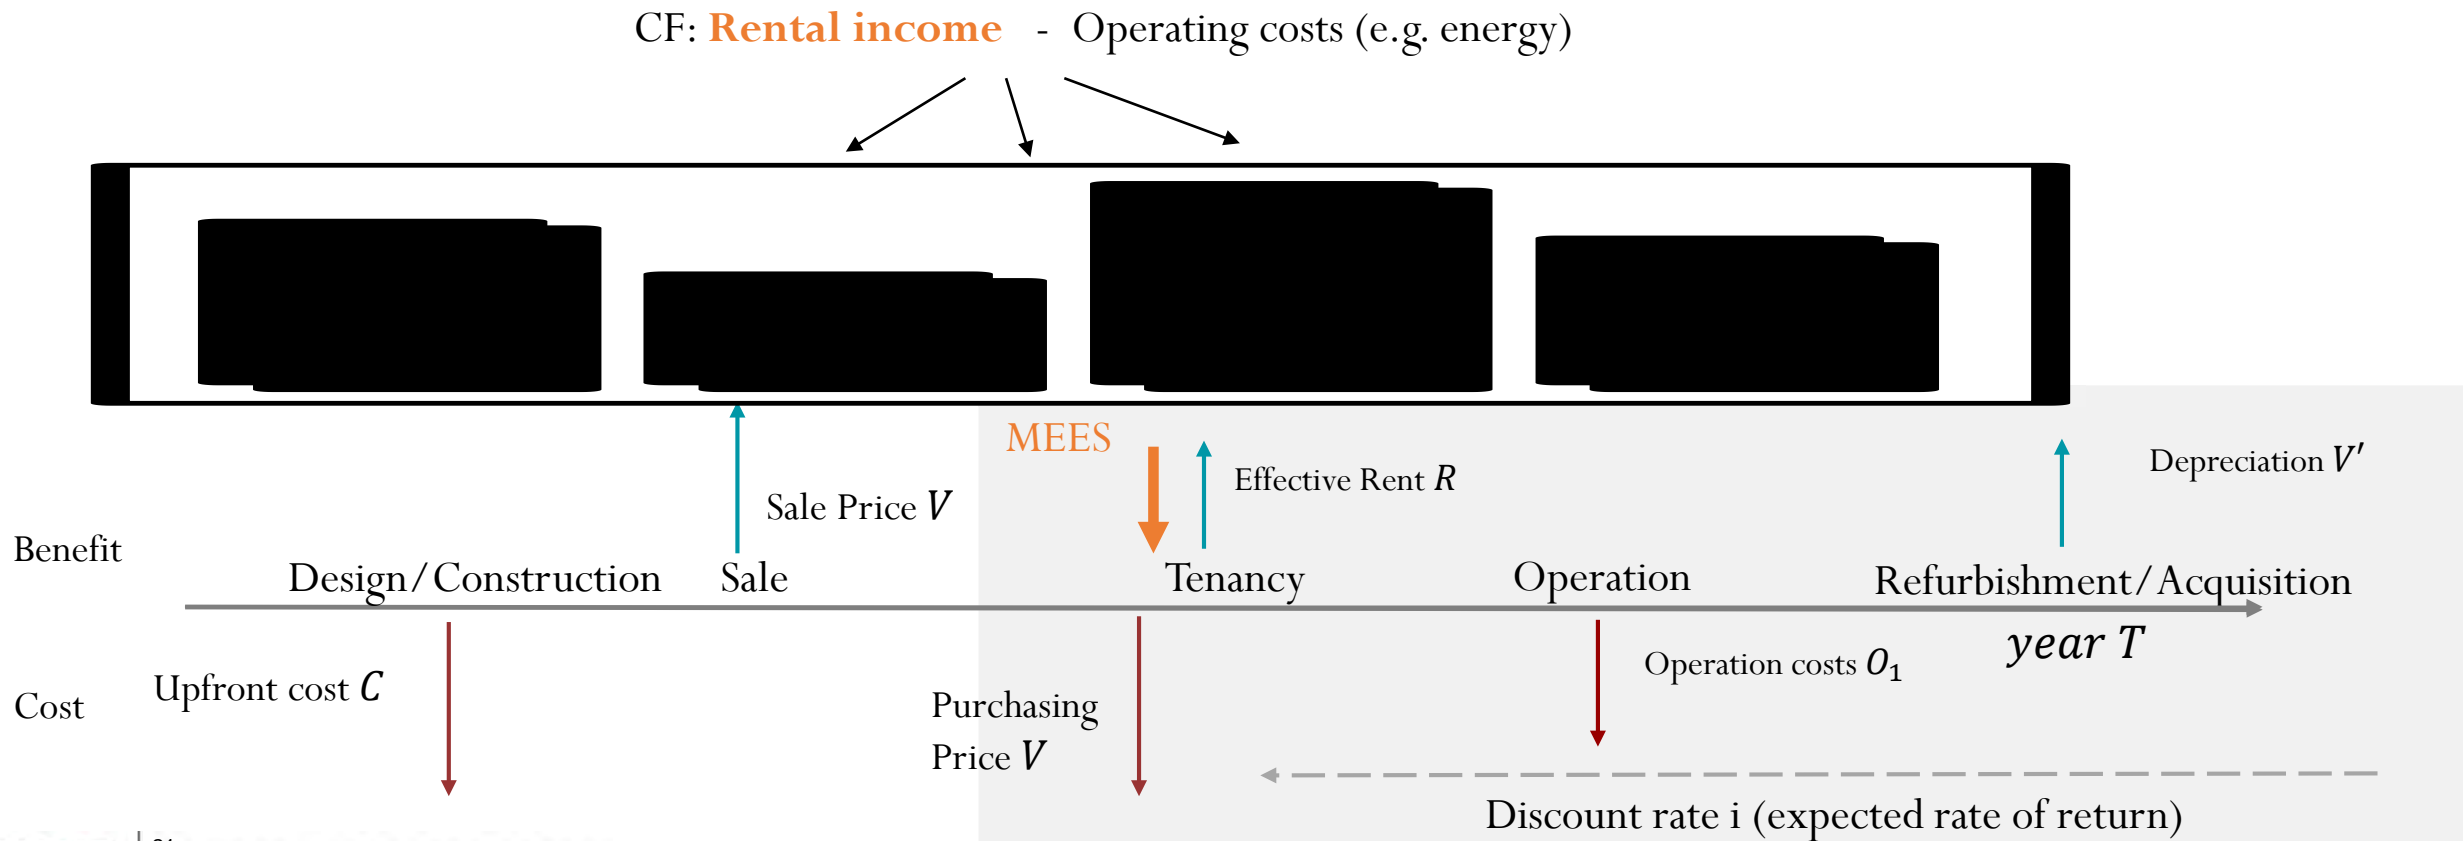 CF: Rental income - Operating costs (e.g. energy)
MEES
Effective Rent R
Depreciation V′
Sale Price V
Benefit
Design/Construction
Sale
Tenancy
Operation
Refurbishment/Acquisition
year T
Upfront cost C
Operation costs O₁
Cost
Purchasing
Price V
Discount rate i (expected rate of return)